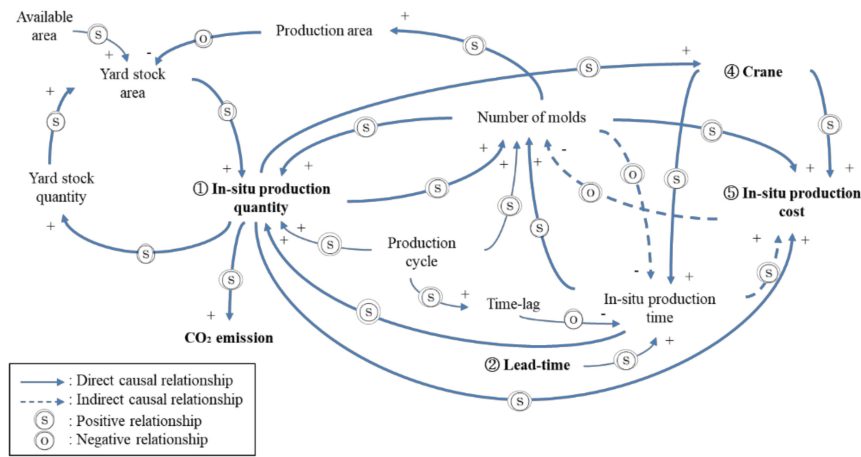 Available
area
S
+
-
O
Production area
+
S
Yard stock
area
+
S
S
+
④ Crane
S
Number of molds
S
S
S
+
Yard stock
quantity
+
+
① In-situ production
quantity
S
+
+
+
-
O
S
O
+
+
⑤ In-situ production
cost
+
S
+
+
S
Production
cycle
S
S
-
+
+
+
S
S
CO₂ emission
+
S
+
Time-lag
O
-
In-situ production
time
S
S
② Lead-time
S
+
S
: Direct causal relationship
: Indirect causal relationship
S : Positive relationship
O : Negative relationship